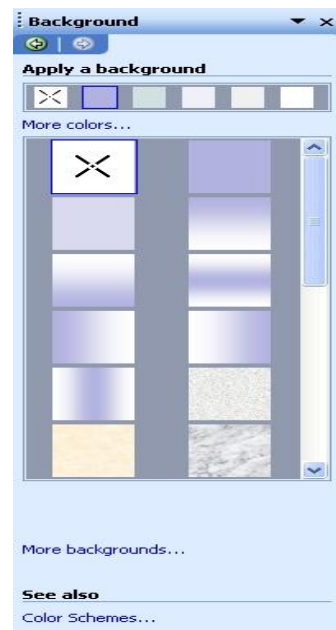 Background
Apply a background
More colors...
More backgrounds...
See also
Color Schemes...